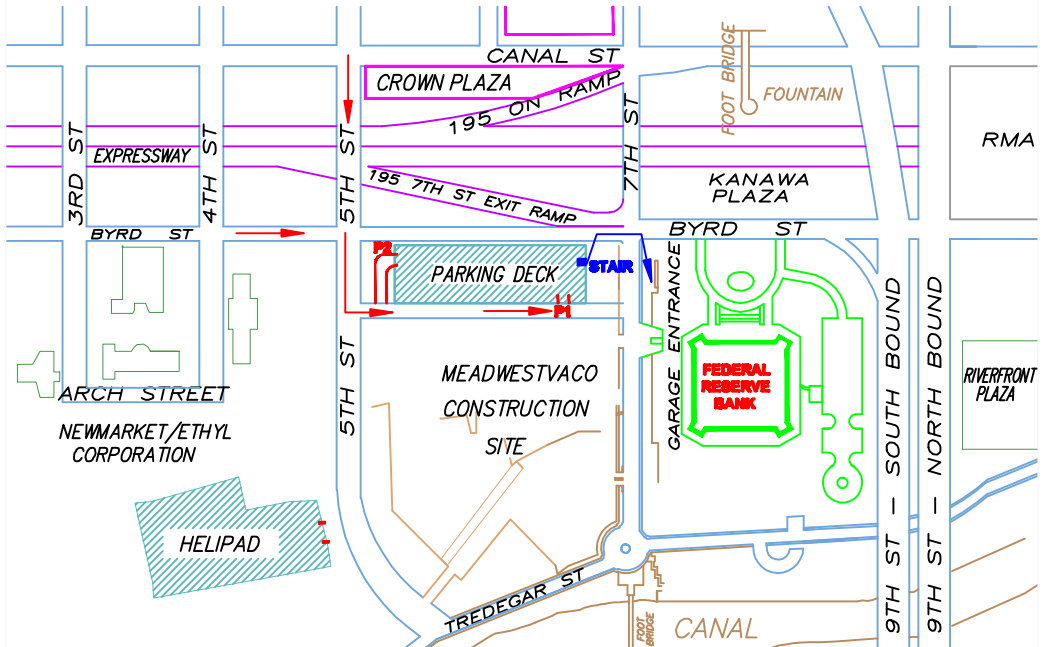 CANAL ST
CROWN PLAZA
195 ON RAMP
FOOT BRIDGE
FOUNTAIN
7TH ST
3RD ST
EXPRESSWAY
4TH ST
5TH ST
RMA
195 7TH ST EXIT RAMP
KANAWA
PLAZA
BYRD ST
BYRD ST
P2
PARKING DECK
STAIR
P1
GARAGE ENTRANCE
5TH ST
MEADWESTVACO
CONSTRUCTION
SITE
FEDERAL
RESERVE
BANK
9TH ST - SOUTH BOUND
9TH ST - NORTH BOUND
RIVERFRONT
PLAZA
ARCH STREET
NEWMARKET/ETHYL
CORPORATION
HELIPAD
TREDEGAR ST
FOOT
BRIDGE
CANAL